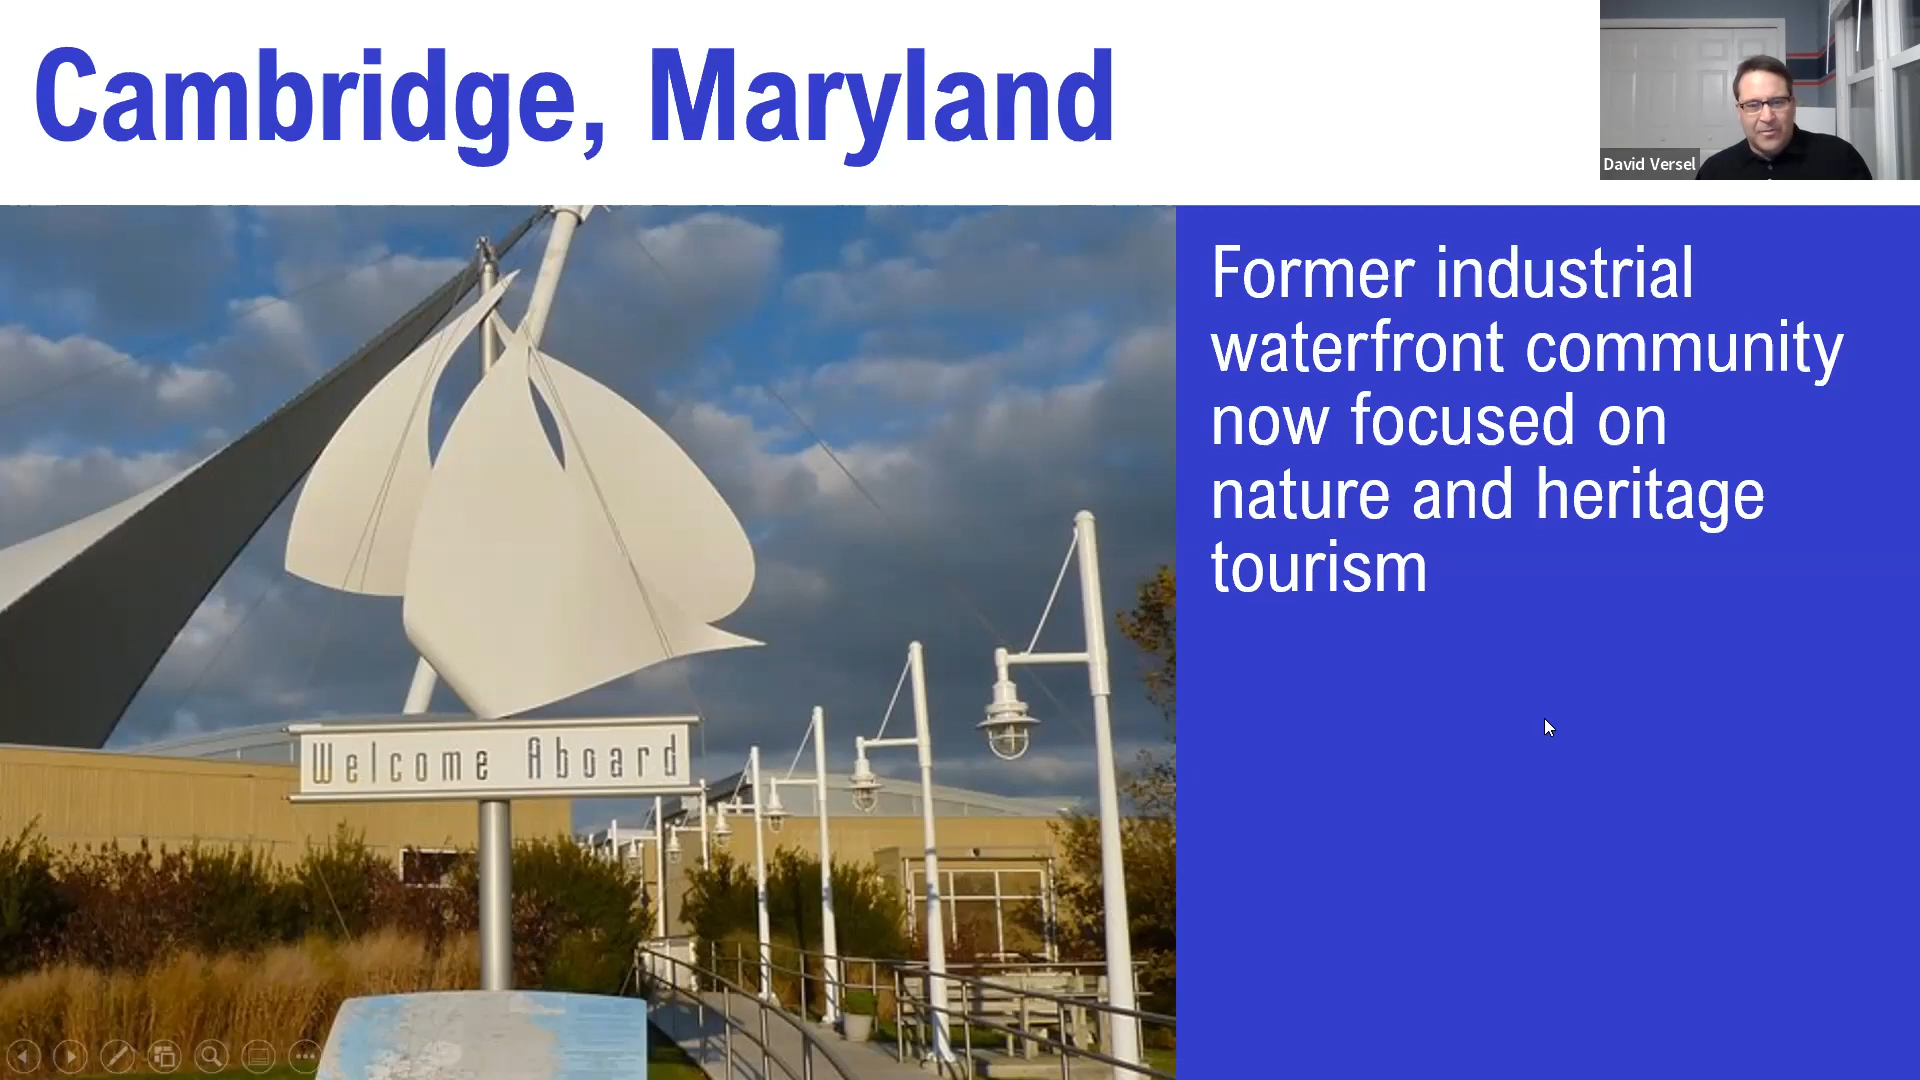 Cambridge, Maryland
David Versel
Former industrial
waterfront community
now focused on
nature and heritage
tourism
Welcome Aboard